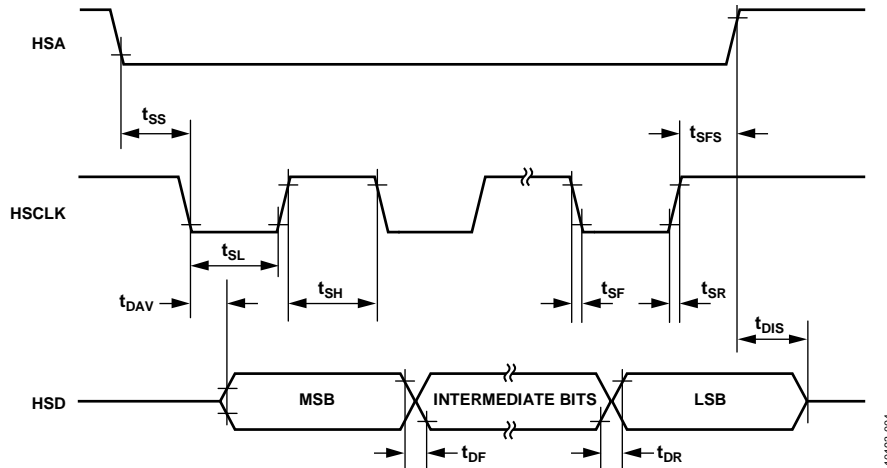 HSA
tSS
tSFS
HSCLK
tSL
tSH
tSF
tSR
tDAV
tDIS
HSD
MSB
INTERMEDIATE BITS
LSB
tDF
tDR